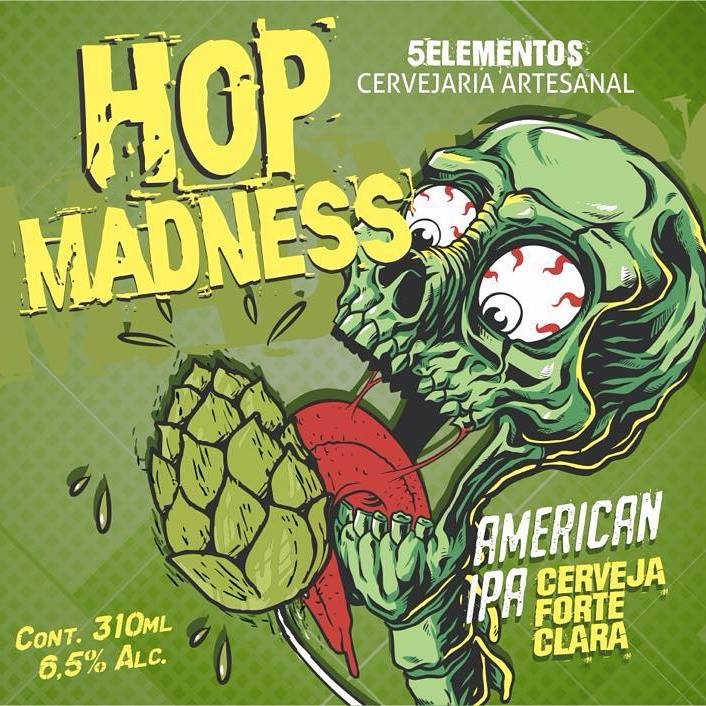 HOP
MADNESS
5ELEMENTOS
CERVEJARIA ARTESANAL
AMERICAN
IPA
CERVEJA
FORTE
CLARA
CONT. 310ML
6,5% ALC.